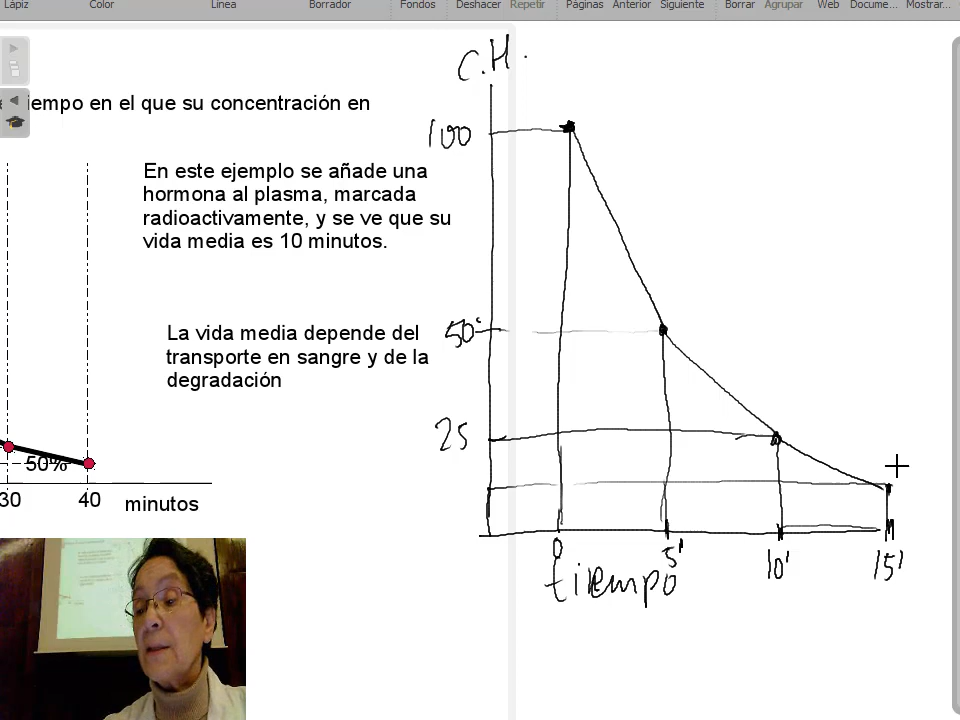 Lápiz Color Línea Borrador Fondos Deshacer Repetir Páginas Anterior Siguiente Borrar Agrupar Web Docume... Mostrar...
tiempo en el que su concentración en
En este ejemplo se añade una
hormona al plasma, marcada
radioactivamente, y se ve que su
vida media es 10 minutos.
La vida media depende del
transporte en sangre y de la
degradación
50%
30 40 minutos
C.H.
100
50
25
0 5' 10' 15'
tiempo